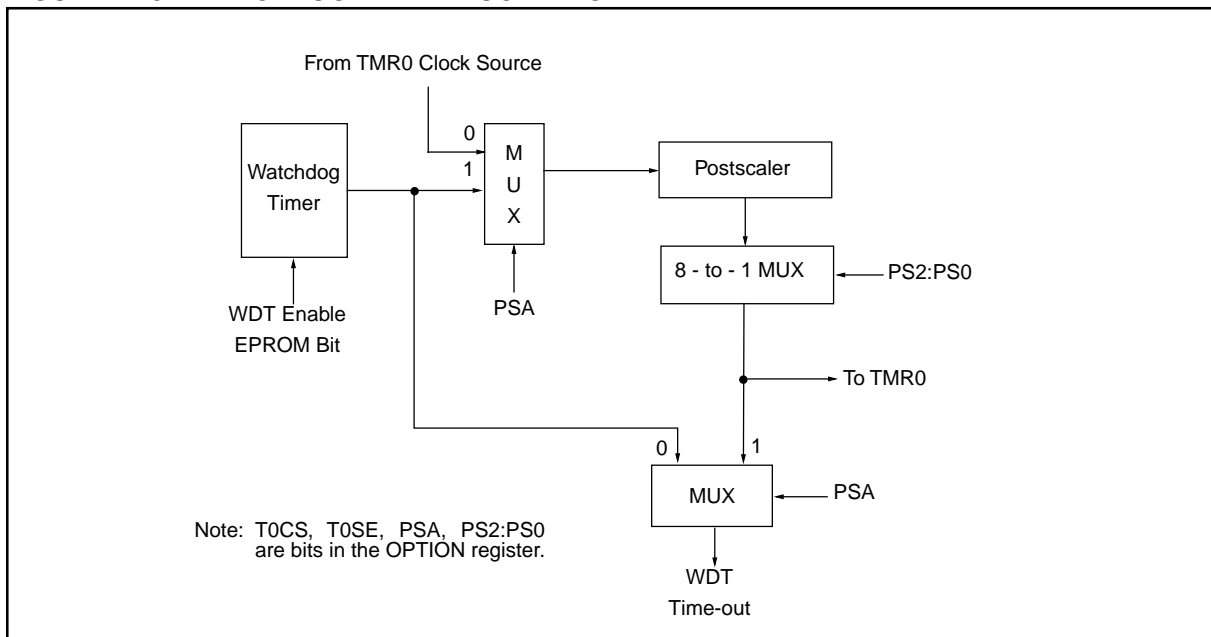 From TMR0 Clock Source
0
1
M
U
X
Watchdog
Timer
Postscaler
8 - to - 1 MUX
PS2:PS0
PSA
WDT Enable
EPROM Bit
To TMR0
0
1
MUX
PSA
Note: T0CS, T0SE, PSA, PS2:PS0
are bits in the OPTION register.
WDT
Time-out